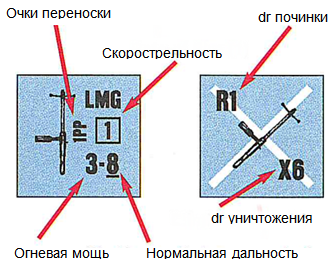 Очки переноски
dr починки
Скорострельность
LMG
1PP
1
3-8
R1
X6
dr уничтожения
Огневая мощь
Нормальная дальность